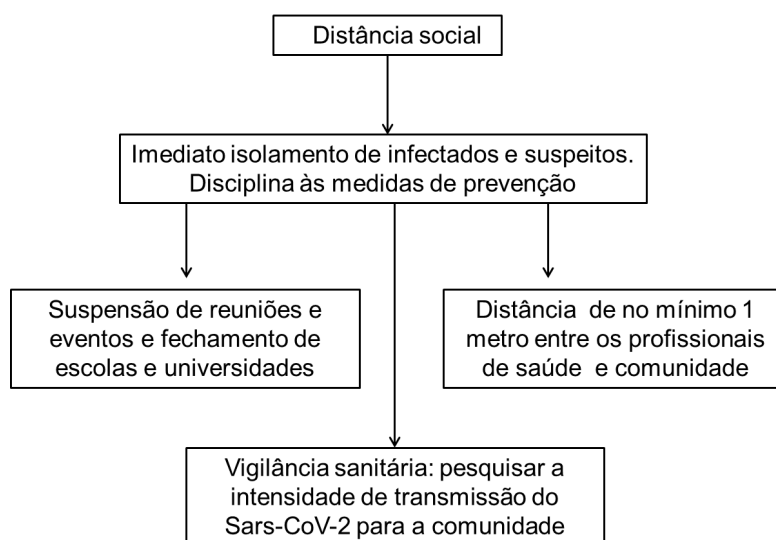 Distância social
Imediato isolamento de infectados e suspeitos.
Disciplina às medidas de prevenção
Suspensão de reuniões e
eventos e fechamento de
escolas e universidades
Distância de no mínimo 1
metro entre os profissionais
de saúde e comunidade
Vigilância sanitária: pesquisar a
intensidade de transmissão do
Sars-CoV-2 para a comunidade